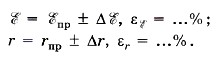 ℰ = ℰпр ± Δℰ, εℰ = ...% ;
r = rпр ± Δr, εr = ...% .